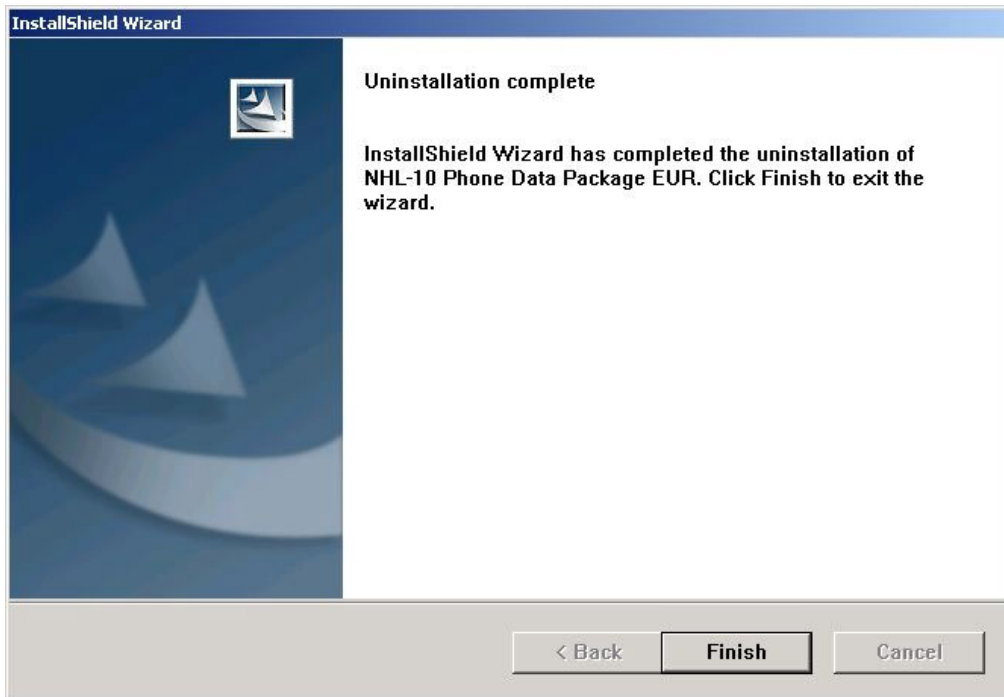 InstallShield Wizard
Uninstallation complete
InstallShield Wizard has completed the uninstallation of
NHL-10 Phone Data Package EUR. Click Finish to exit the
wizard.
< Back
Finish
Cancel